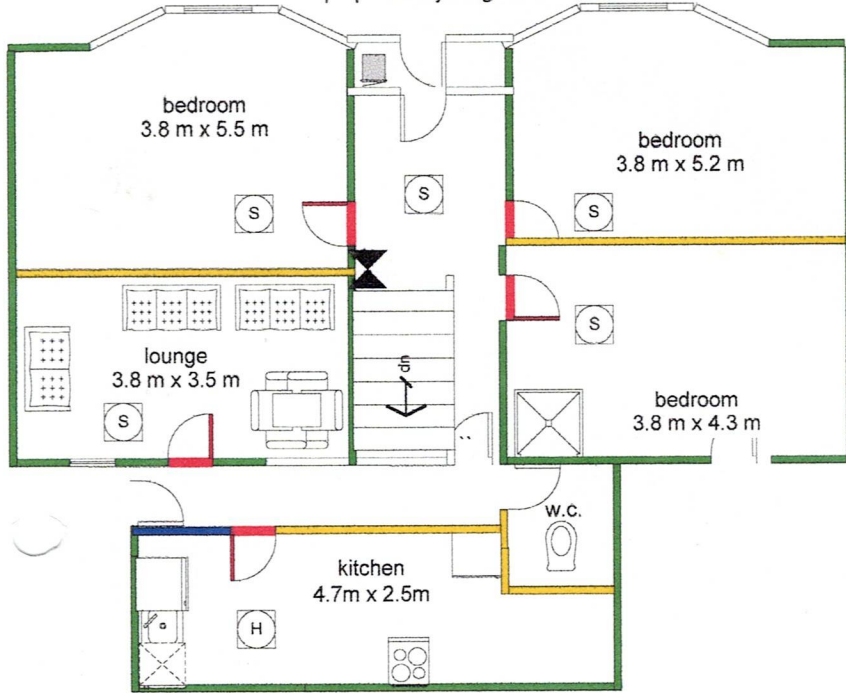 bedroom
3.8 m x 5.5 m
bedroom
3.8 m x 5.2 m
S
S
S
lounge
3.8 m x 3.5 m
S
S
dn
bedroom
3.8 m x 4.3 m
w.c.
kitchen
4.7m x 2.5m
H